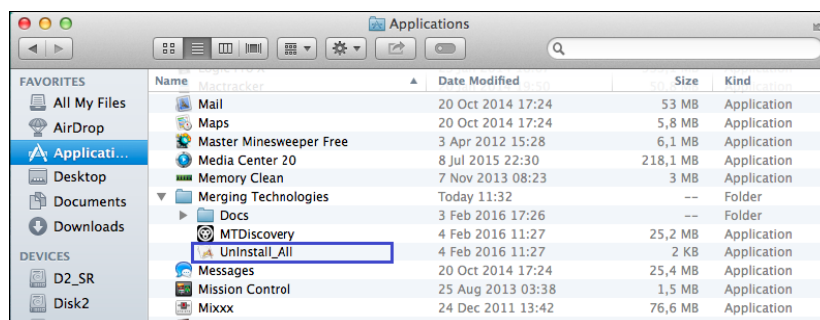 Applications
FAVORITES
All My Files
AirDrop
Applicati...
Desktop
Documents
Downloads
DEVICES
D2_SR
Disk2
Name Date Modified Size Kind
Mactracker
Mail 20 Oct 2014 17:24 53 MB Application
Maps 20 Oct 2014 17:24 5,8 MB Application
Master Minesweeper Free 3 Apr 2012 15:28 6,1 MB Application
Media Center 20 8 Jul 2015 22:30 218,1 MB Application
Memory Clean 7 Nov 2013 08:23 3 MB Application
Merging Technologies Today 11:32 -- Folder
Docs 3 Feb 2016 17:26 -- Folder
MTDiscovery 4 Feb 2016 11:27 25,2 MB Application
UnInstall_All 4 Feb 2016 11:27 2 KB Application
Messages 20 Oct 2014 17:24 25,4 MB Application
Mission Control 25 Aug 2013 03:38 1,5 MB Application
Mixxx 24 Dec 2011 13:42 76,6 MB Application